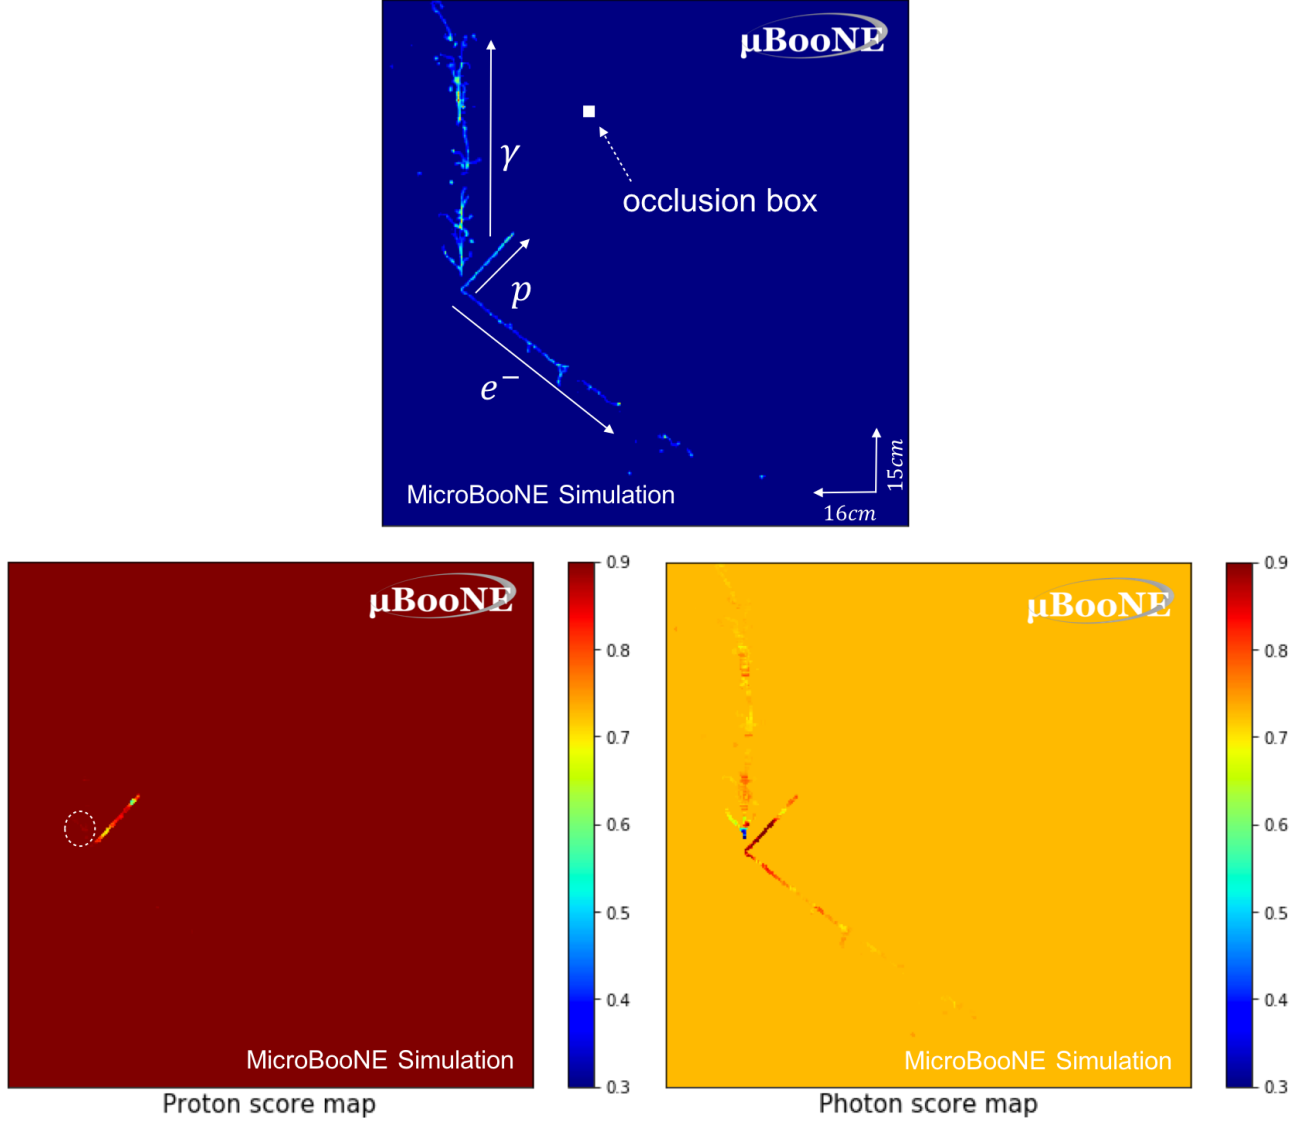 µBooNE
γ
occlusion box
p
e⁻
15cm
16cm
MicroBooNE Simulation
µBooNE
0.9
0.8
0.7
0.6
0.5
0.4
0.3
MicroBooNE Simulation
Proton score map
µBooNE
0.9
0.8
0.7
0.6
0.5
0.4
0.3
MicroBooNE Simulation
Photon score map